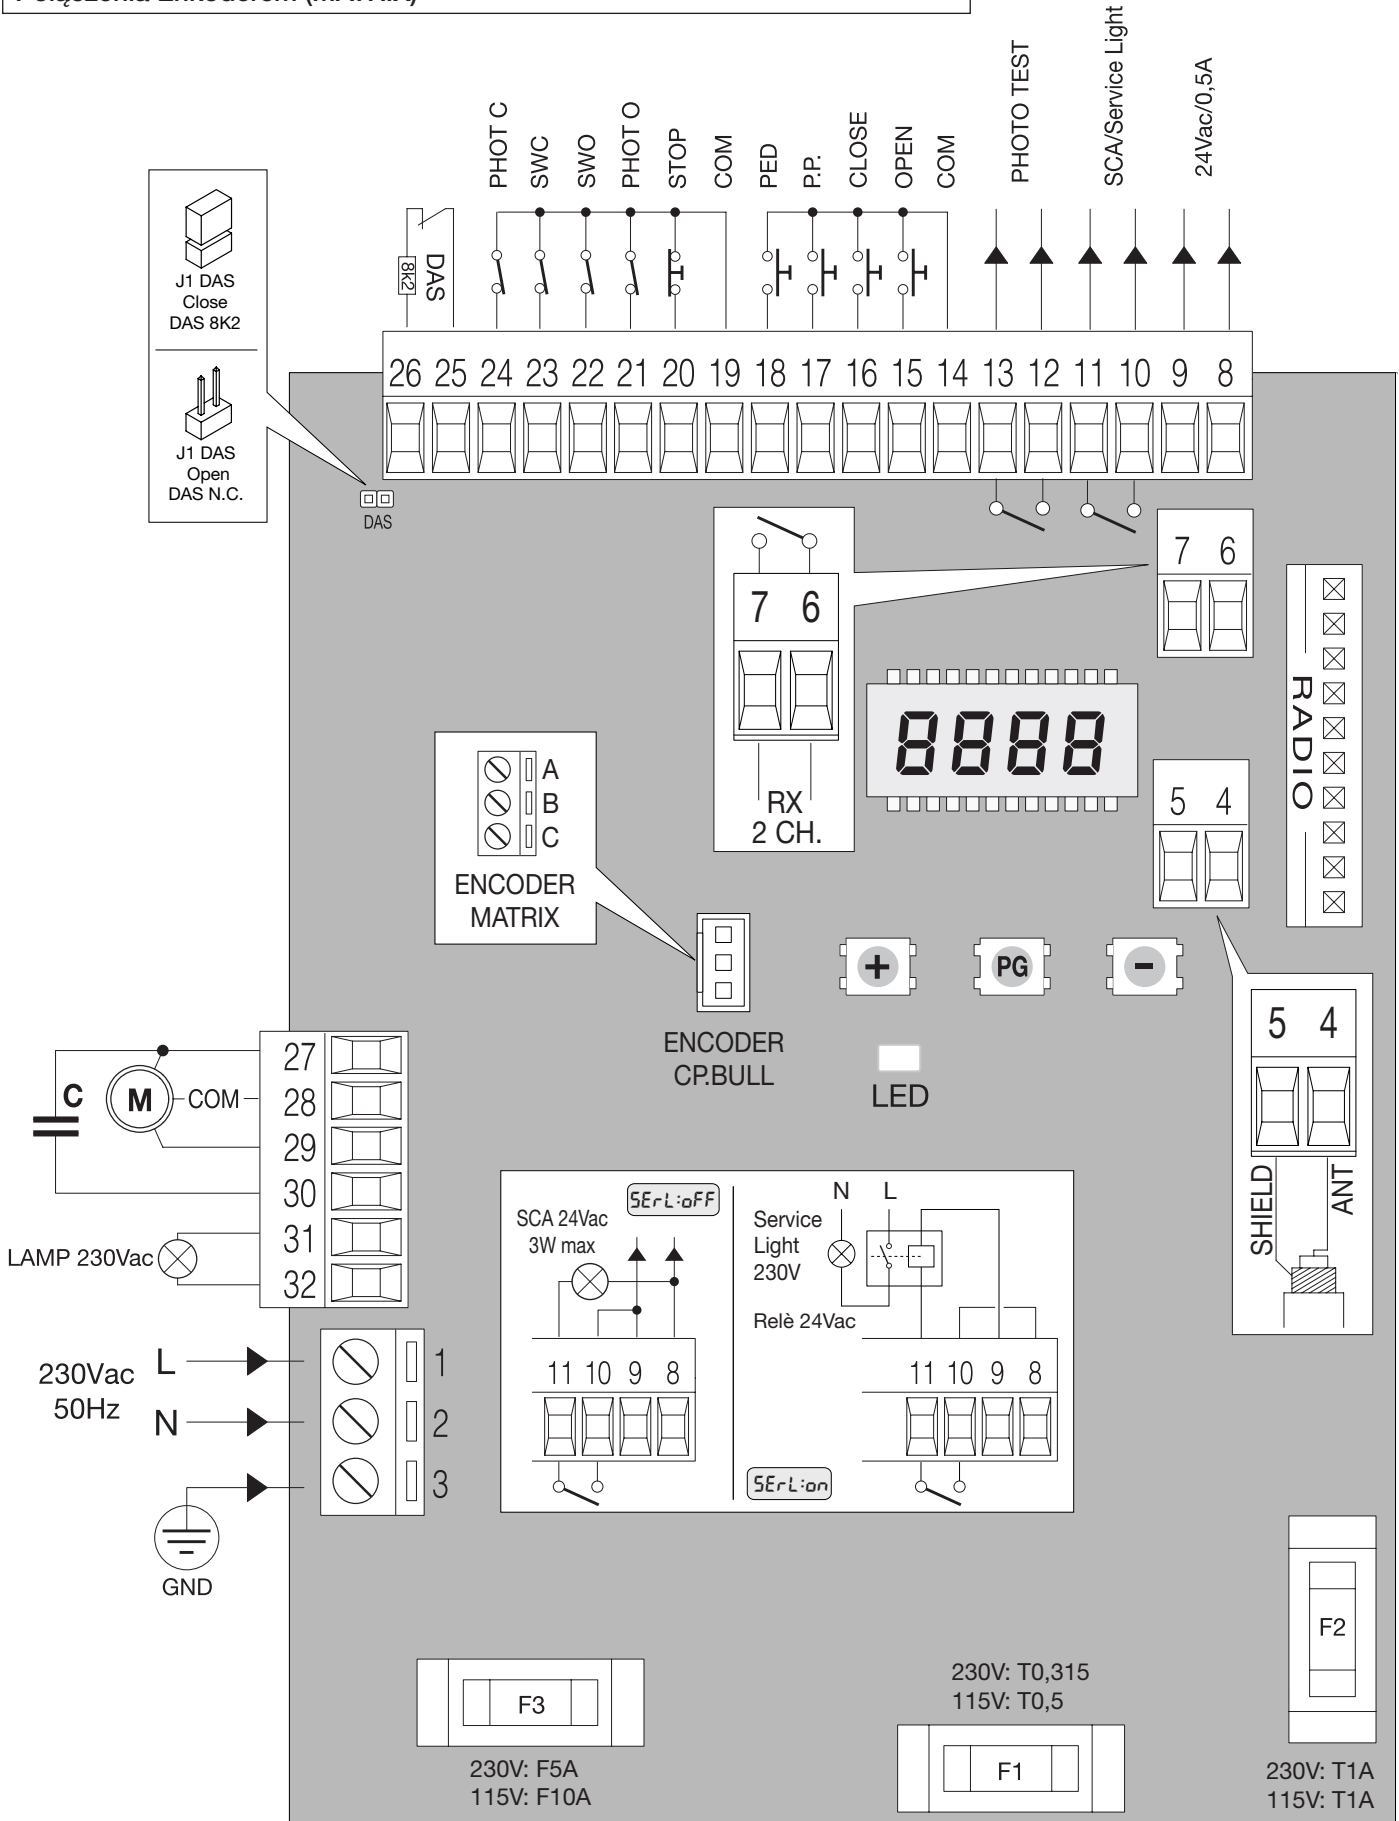 PHOT C
SWC
SWO
PHOT O
STOP
COM
PED
P.P.
CLOSE
OPEN
COM
PHOTO TEST
SCA/Service Light
24Vac/0,5A
J1 DAS
Close
DAS 8K2
J1 DAS
Open
DAS N.C.
8K2
DAS
26 25 24 23 22 21 20 19 18 17 16 15 14 13 12 11 10 9 8
DAS
7 6
RX
2 CH.
7 6
8888
RADIO
5 4
A
B
C
ENCODER
MATRIX
ENCODER
CP.BULL
+
PG
-
LED
5 4
SHIELD
ANT
C
M
COM
27
28
29
30
31
32
LAMP 230Vac
230Vac
50Hz
L
N
GND
1
2
3
SErL:oFF
SCA 24Vac
3W max
11 10 9 8
N L
Service
Light
230V
Relè 24Vac
11 10 9 8
SErL:on
F3
230V: F5A
115V: F10A
230V: T0,315
115V: T0,5
F1
F2
230V: T1A
115V: T1A